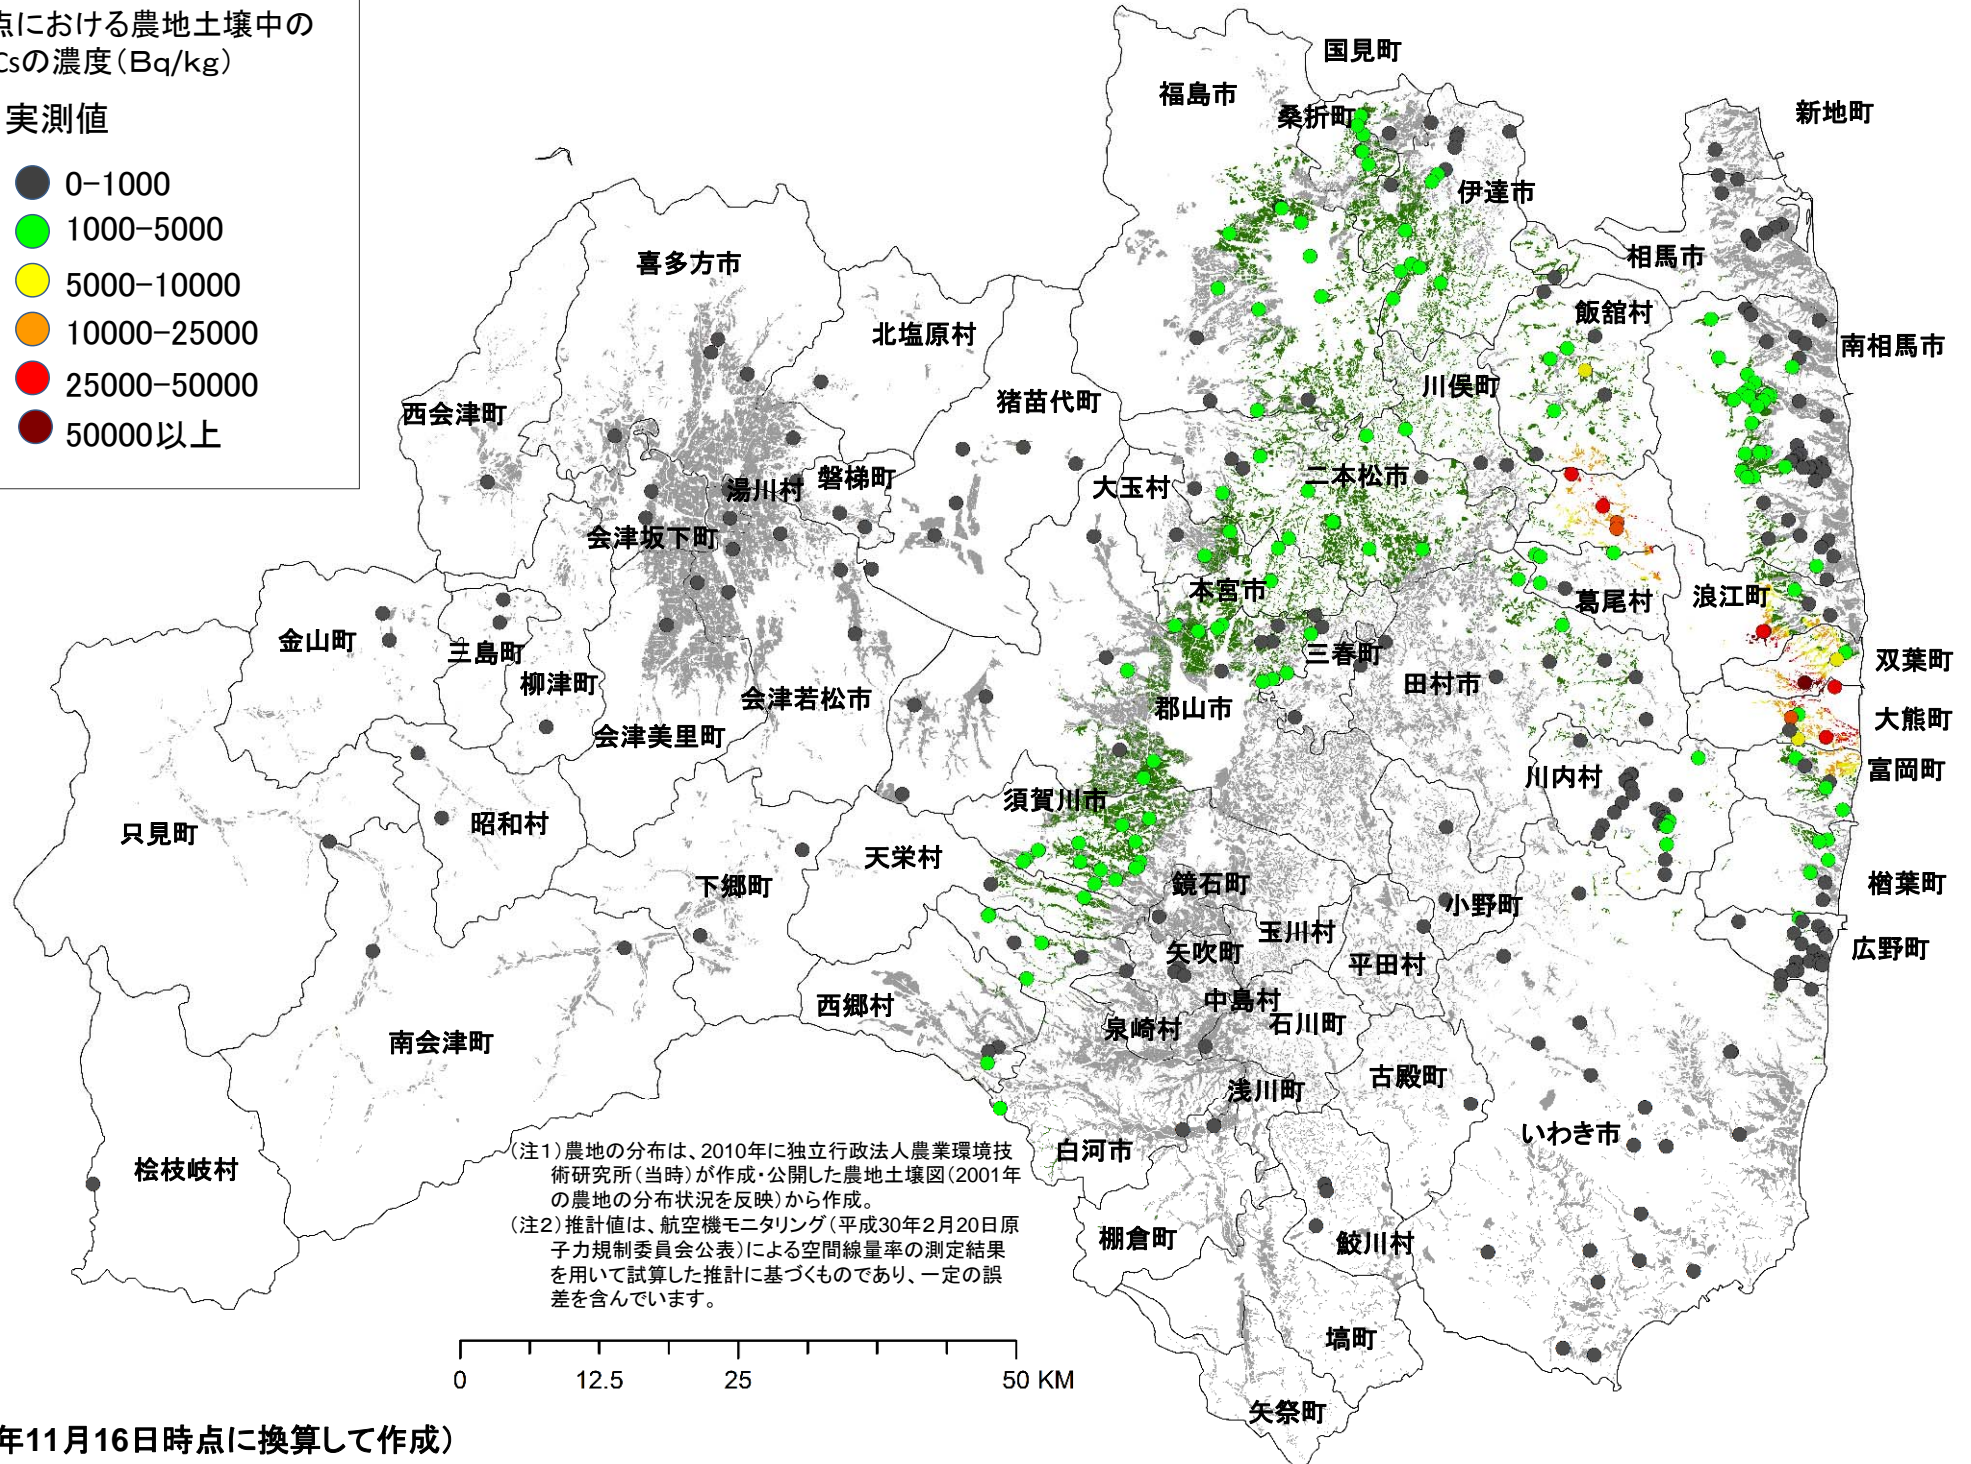 点における農地土壌中の
Csの濃度（Bq/kg）
実測値
0-1000
1000-5000
5000-10000
10000-25000
25000-50000
50000以上
国見町
福島市
桑折町
新地町
伊達市
相馬市
喜多方市
飯舘村
北塩原村
南相馬市
川俣町
猪苗代町
西会津町
磐梯町
二本松市
大玉村
湯川村
会津坂下町
本宮市
葛尾村
浪江町
金山町
三島町
三春町
双葉町
柳津町
田村市
会津若松市
郡山市
大熊町
会津美里町
富岡町
川内村
須賀川市
昭和村
只見町
天栄村
鏡石町
楢葉町
下郷町
小野町
玉川村
広野町
矢吹町
平田村
中島村
西郷村
石川町
泉崎村
南会津町
古殿町
浅川町
いわき市
白河市
桧枝岐村
棚倉町
鮫川村
塙町
矢祭町
（注１）農地の分布は、2010年に独立行政法人農業環境技
術研究所（当時）が作成・公開した農地土壌図（2001年
の農地の分布状況を反映）から作成。
（注２）推計値は、航空機モニタリング（平成30年２月20日原
子力規制委員会公表）による空間線量率の測定結果
を用いて試算した推計に基づくものであり、一定の誤
差を含んでいます。
0 12.5 25 50 KM
年11月16日時点に換算して作成）